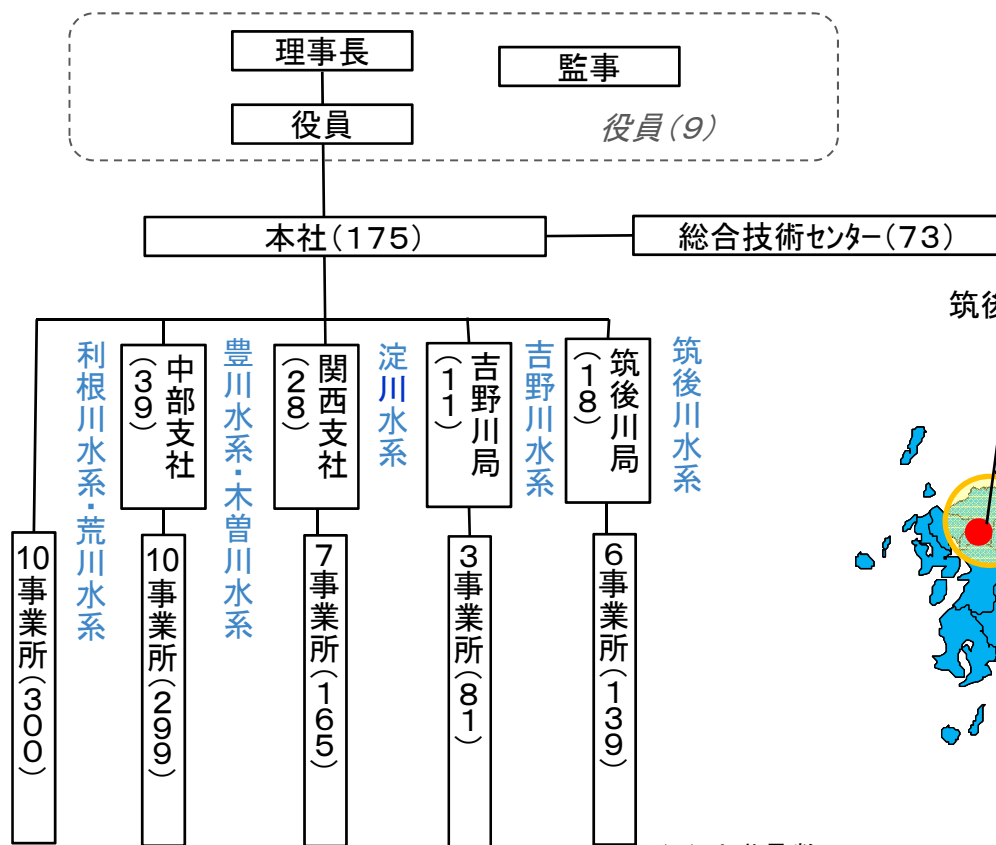 理事長
監事
役員
役員(9)
本社(175)
総合技術センター(73)
筑後
利根川水系・荒川水系
中部支社
(39)
豊川水系・木曽川水系
関西支社
(28)
淀川水系
吉野川局
(11)
吉野川水系
筑後川局
(18)
筑後川水系
10事業所(300)
10事業所(299)
7事業所(165)
3事業所(81)
6事業所(139)